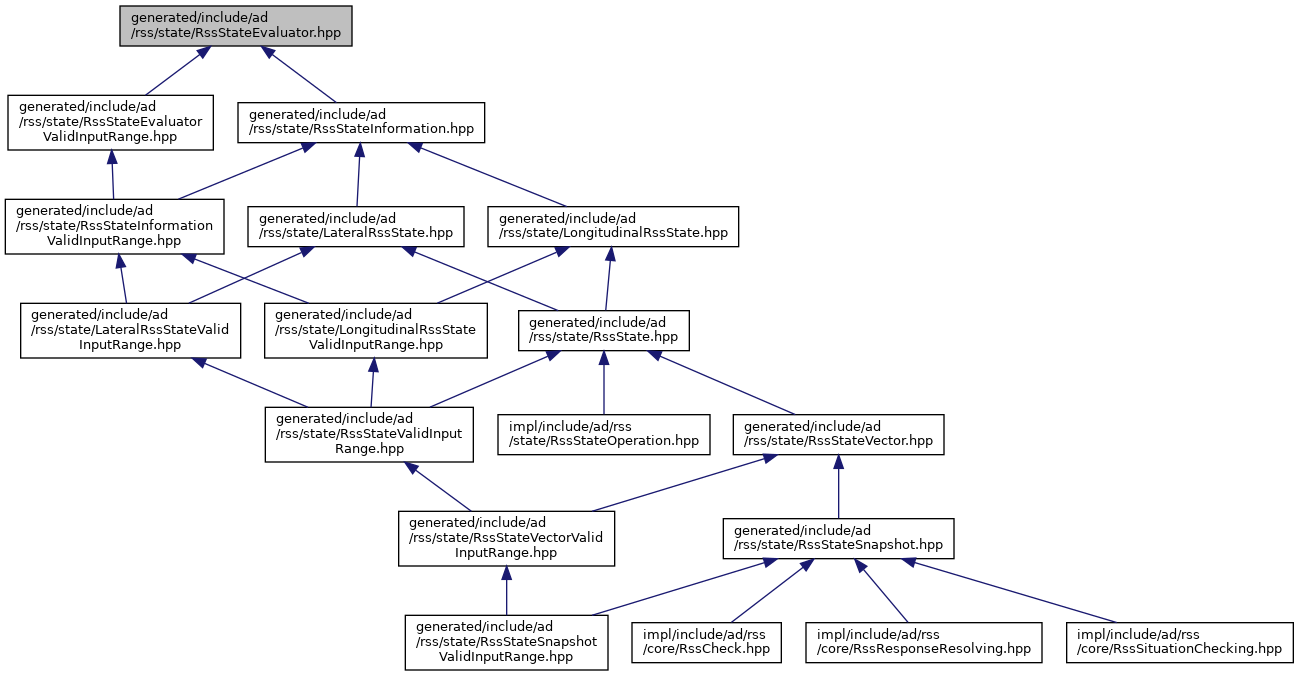 generated/include/ad
/rss/state/RssStateEvaluator.hpp
generated/include/ad
/rss/state/RssStateEvaluator
ValidInputRange.hpp
generated/include/ad
/rss/state/RssStateInformation.hpp
generated/include/ad
/rss/state/RssStateInformation
ValidInputRange.hpp
generated/include/ad
/rss/state/LateralRssState.hpp
generated/include/ad
/rss/state/LongitudinalRssState.hpp
generated/include/ad
/rss/state/LateralRssStateValid
InputRange.hpp
generated/include/ad
/rss/state/LongitudinalRssState
ValidInputRange.hpp
generated/include/ad
/rss/state/RssState.hpp
generated/include/ad
/rss/state/RssStateValidInput
Range.hpp
impl/include/ad/rss
/state/RssStateOperation.hpp
generated/include/ad
/rss/state/RssStateVector.hpp
generated/include/ad
/rss/state/RssStateVectorValid
InputRange.hpp
generated/include/ad
/rss/state/RssStateSnapshot.hpp
generated/include/ad
/rss/state/RssStateSnapshot
ValidInputRange.hpp
impl/include/ad/rss
/core/RssCheck.hpp
impl/include/ad/rss
/core/RssResponseResolving.hpp
impl/include/ad/rss
/core/RssSituationChecking.hpp